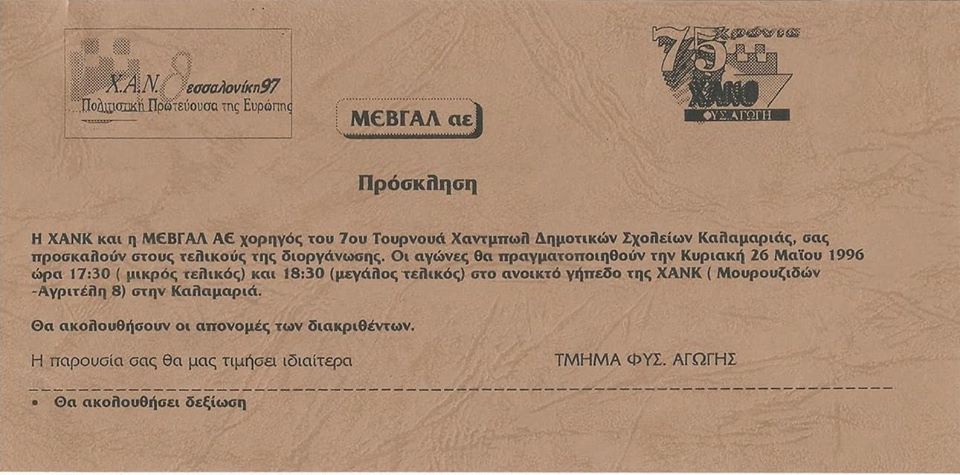 Χ.Α.Ν. Θεσσαλονίκη97
Πολιτιστική Πρωτεύουσα της Ευρώπης
75 Χρόνια
ΧΑΝΘ
ΦΥΣ.ΑΓΩΓΗ
ΜΕΒΓΑΛ αε
Πρόσκληση
Η ΧΑΝΚ και η ΜΕΒΓΑΛ ΑΕ χορηγός του 7ου Τουρνουά Χαντμπωλ Δημοτικών Σχολείων Καλαμαριάς, σας
προσκαλούν στους τελικούς της διοργάνωσης. Οι αγώνες θα πραγματοποιηθούν την Κυριακή 26 Μαϊου 1996
ώρα 17:30 ( μικρός τελικός) και 18:30 (μεγάλος τελικός) στο ανοικτό γήπεδο της ΧΑΝΚ ( Μουρουζιδών
-Αγριτέλη 8) στην Καλαμαριά.
Θα ακολουθήσουν οι απονομές των διακριθέντων.
Η παρουσία σας θα μας τιμήσει ιδιαίτερα ΤΜΗΜΑ ΦΥΣ. ΑΓΩΓΗΣ
• Θα ακολουθήσει δεξίωση